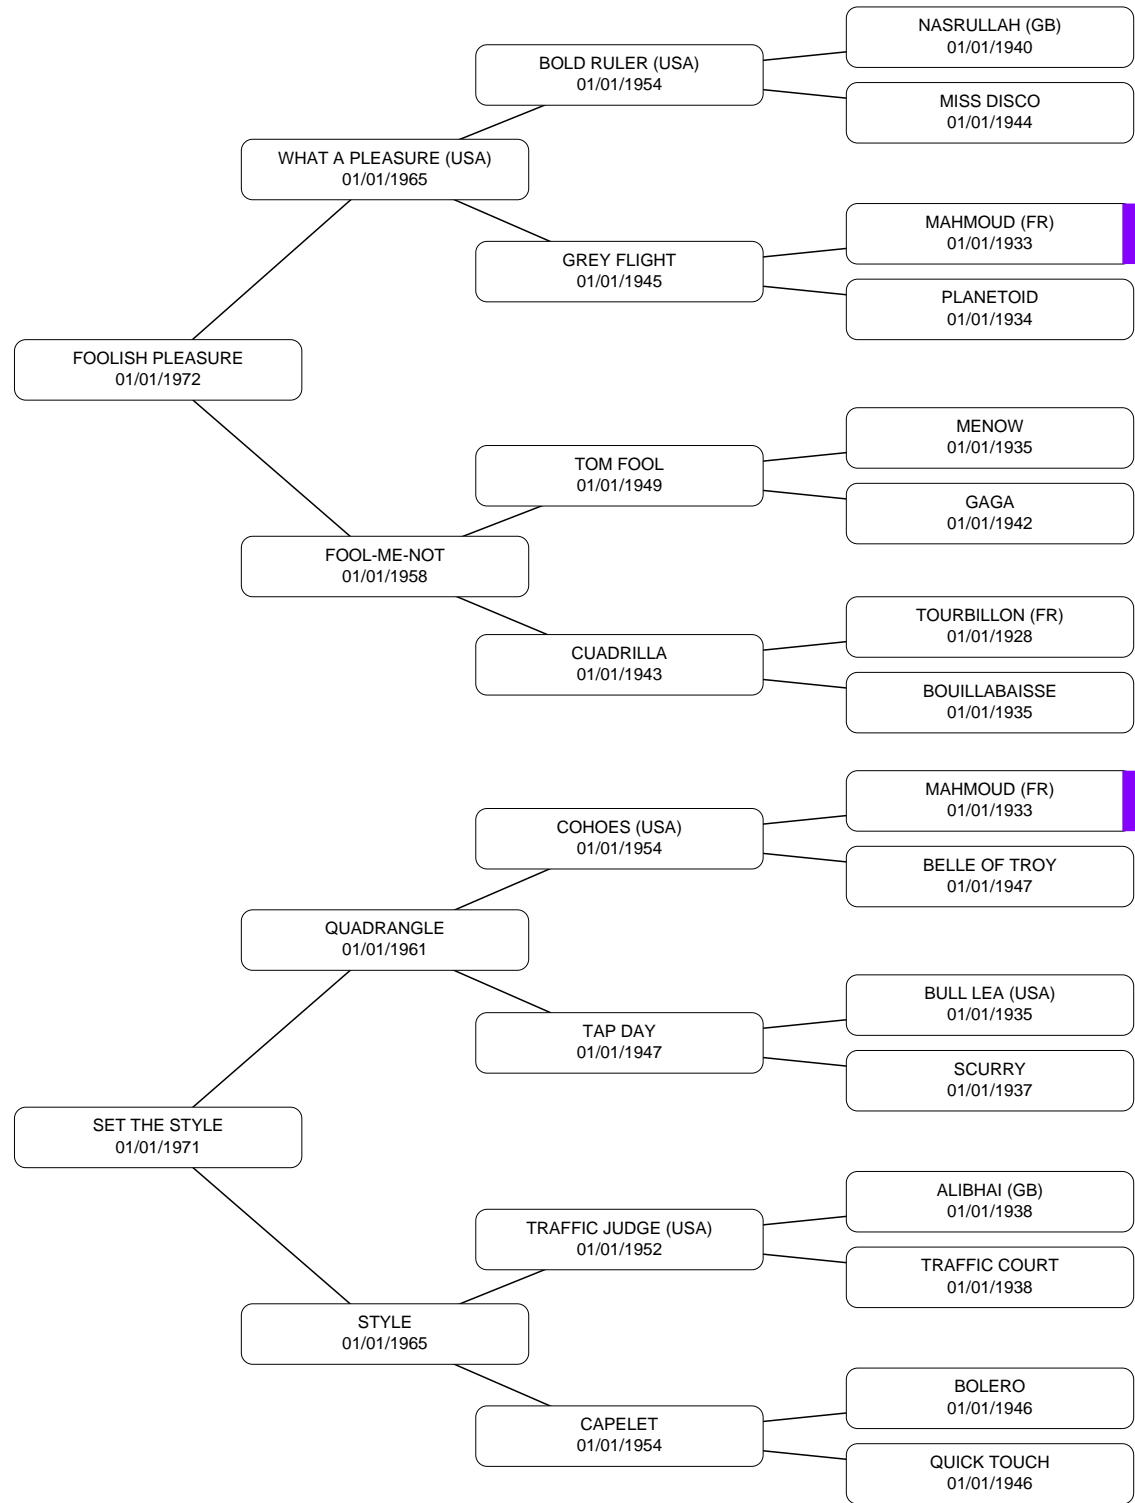 NASRULLAH (GB)
01/01/1940
BOLD RULER (USA)
01/01/1954
MISS DISCO
01/01/1944
WHAT A PLEASURE (USA)
01/01/1965
MAHMOUD (FR)
01/01/1933
GREY FLIGHT
01/01/1945
PLANETOID
01/01/1934
FOOLISH PLEASURE
01/01/1972
MENOW
01/01/1935
TOM FOOL
01/01/1949
GAGA
01/01/1942
FOOL-ME-NOT
01/01/1958
TOURBILLON (FR)
01/01/1928
CUADRILLA
01/01/1943
BOUILLABAISSE
01/01/1935
MAHMOUD (FR)
01/01/1933
COHOES (USA)
01/01/1954
BELLE OF TROY
01/01/1947
QUADRANGLE
01/01/1961
BULL LEA (USA)
01/01/1935
TAP DAY
01/01/1947
SCURRY
01/01/1937
SET THE STYLE
01/01/1971
ALIBHAI (GB)
01/01/1938
TRAFFIC JUDGE (USA)
01/01/1952
TRAFFIC COURT
01/01/1938
STYLE
01/01/1965
BOLERO
01/01/1946
CAPELET
01/01/1954
QUICK TOUCH
01/01/1946